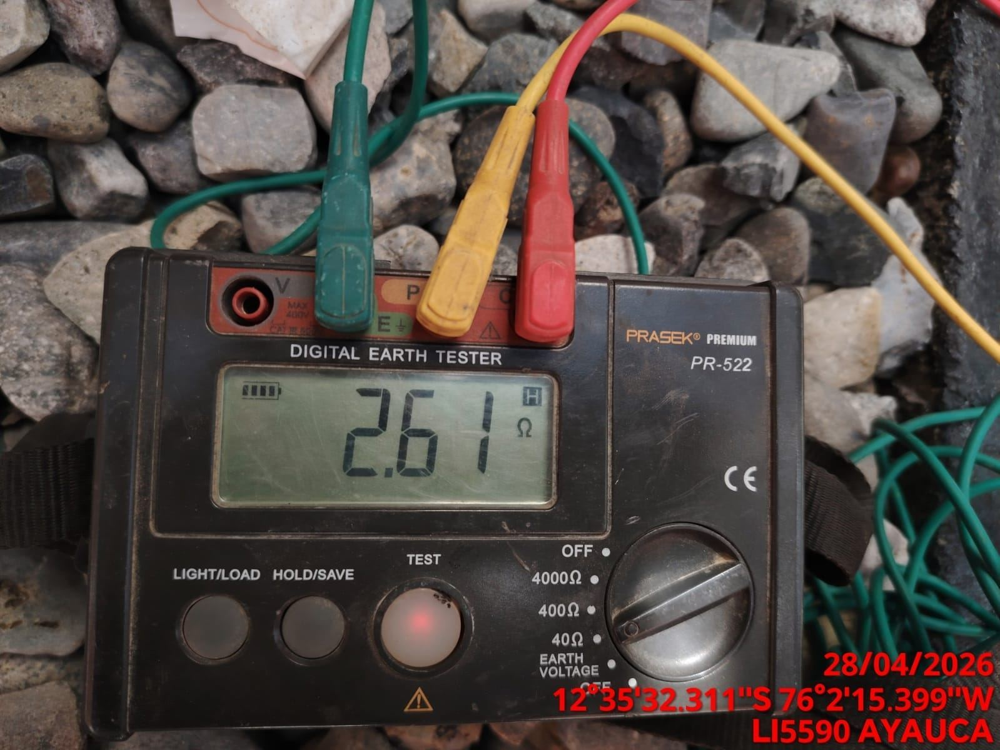 V
P
C
MAX
400V
E
DIGITAL EARTH TESTER
PRASEK® PREMIUM
PR-522
H
2.61
Ω
CE
OFF
4000Ω
400Ω
40Ω
EARTH
VOLTAGE
OFF
TEST
LIGHT/LOAD HOLD/SAVE
28/04/2026
12°35'32.311"S 76°2'15.399"W
LI5590 AYAUCA